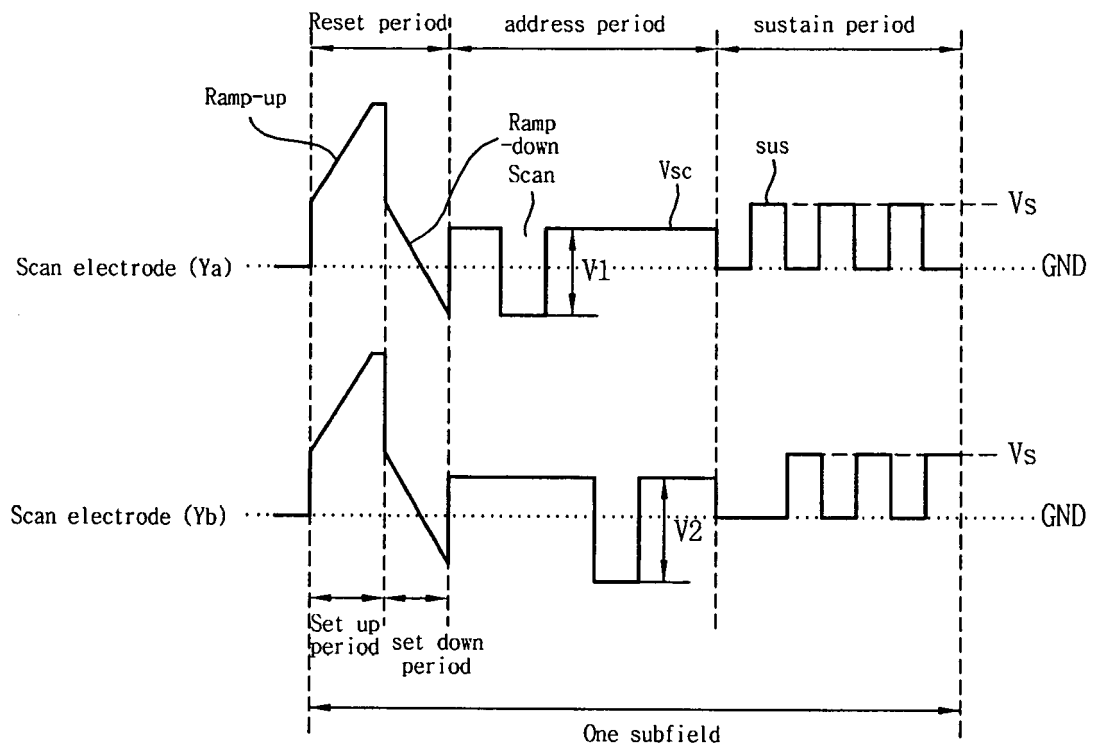 Reset period
address period
sustain period
Ramp-up
Ramp
-down
Scan
Vsc
sus
Vs
V1
Scan electrode (Ya)
GND
Vs
V2
Scan electrode (Yb)
GND
Set up
period
set down
period
One subfield